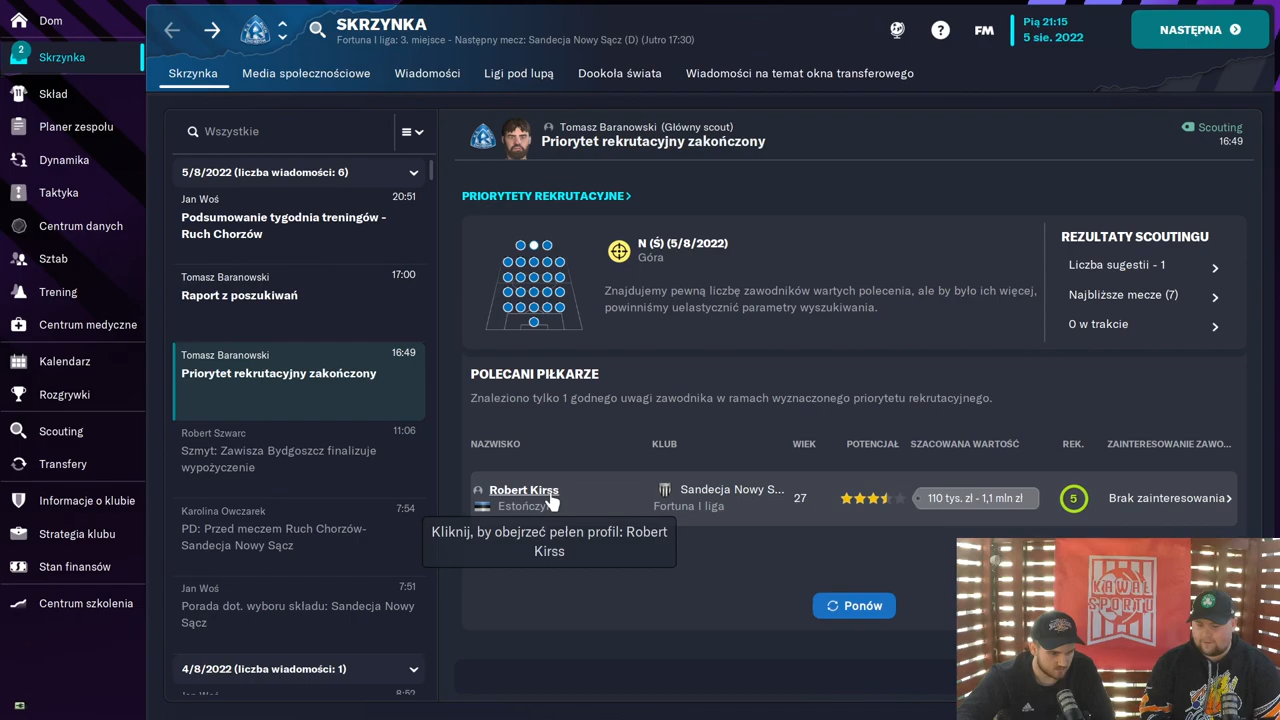 Dom
2
Skrzynka
Skład
Planer zespołu
Dynamika
Taktyka
Centrum danych
Sztab
Trening
Centrum medyczne
Kalendarz
Rozgrywki
Scouting
Transfery
Informacje o klubie
Strategia klubu
Stan finansów
Centrum szkolenia
SKRZYNKA
Fortuna I liga: 3. miejsce - Następny mecz: Sandecja Nowy Sącz (D) (Jutro 17:30)
FM
Pią 21:15
5 sie. 2022
NASTĘPNA
Skrzynka
Media społecznościowe
Wiadomości
Ligi pod lupą
Dookoła świata
Wiadomości na temat okna transferowego
Wszystkie
5/8/2022 (liczba wiadomości: 6)
Jan Woś 20:51
Podsumowanie tygodnia treningów -
Ruch Chorzów
Tomasz Baranowski 17:00
Raport z poszukiwań
Tomasz Baranowski 16:49
Priorytet rekrutacyjny zakończony
Robert Szwarc 11:06
Szmyt: Zawisza Bydgoszcz finalizuje
wypożyczenie
Karolina Owczarek 7:54
PD: Przed meczem Ruch Chorzów-
Sandecja Nowy Sącz
Jan Woś 7:51
Porada dot. wyboru składu: Sandecja Nowy
Sącz
4/8/2022 (liczba wiadomości: 1)
Tomasz Baranowski (Główny scout)
Priorytet rekrutacyjny zakończony
Scouting
16:49
PRIORYTETY REKRUTACYJNE
N (Ś) (5/8/2022)
Góra
Znajdujemy pewną liczbę zawodników wartych polecenia, ale by było ich więcej,
powinniśmy uelastycznić parametry wyszukiwania.
REZULTATY SCOUTINGU
Liczba sugestii - 1
Najbliższe mecze (7)
0 w trakcie
POLECANI PIŁKARZE
Znaleziono tylko 1 godnego uwagi zawodnika w ramach wyznaczonego priorytetu rekrutacyjnego.
NAZWISKO KLUB WIEK POTENCJAŁ SZACOWANA WARTOŚĆ REK. ZAINTERESOWANIE ZAWO...
Robert Kirss Sandecja Nowy S... 27 110 tys. zł - 1,1 mln zł 5 Brak zainteresowania
Fortuna I liga
Kliknij, by obejrzeć pełen profil: Robert
Kirss
Ponów
KAWAŁ
SPORTU